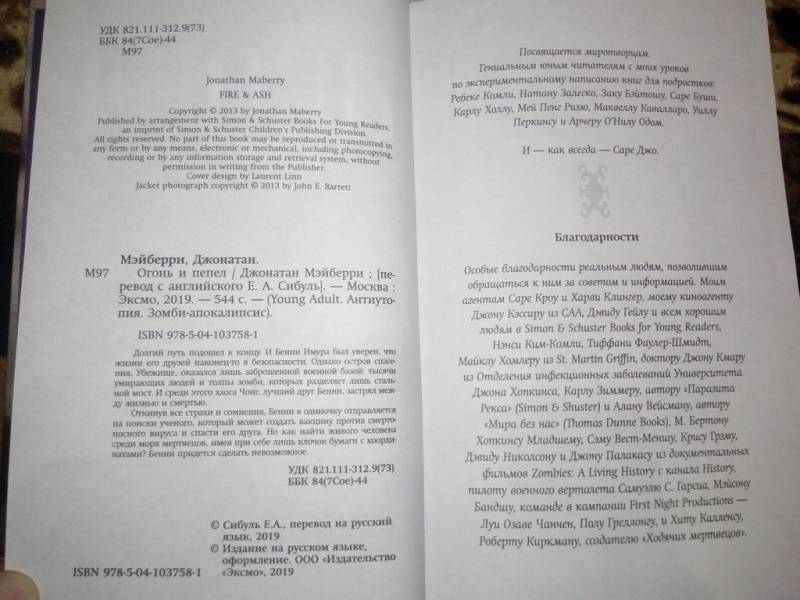 УДК 821.111-312.9(73)
ББК 84(7Сое)-44
М97
Jonathan Maberry
FIRE & ASH
Copyright © 2013 by Jonathan Maberry
Published by arrangement with Simon & Schuster Books For Young Readers,
an imprint of Simon & Schuster Children's Publishing Division.
All rights reserved. No part of this book may be reproduced or transmitted in
any form or by any means, electronic or mechanical, including photocopying,
recording or by any information storage and retrieval system, without
permission in writing from the Publisher.
Cover design by Laurent Linn
Jacket photograph copyright © 2013 by John E. Barrett
Мэйберри, Джонатан.
М97 Огонь и пепел / Джонатан Мэйберри ; [пе-
ревод с английского Е. А. Сибуль]. — Москва :
Эксмо, 2019. — 544 с. — (Young Adult. Антиуто-
пия. Зомби-апокалипсис).
ISBN 978-5-04-103758-1
Долгий путь подошел к концу. И Бенни Имура был уверен, что
жизни его друзей наконец-то в безопасности. Однако остров спасе-
ния, Убежище, оказался лишь заброшенной военной базой: тысячи
умирающих людей и толпы зомби, которых разделяет лишь сталь-
ной мост. И среди этого хаоса Чонг, лучший друг Бенни, застрял меж-
ду жизнью и смертью.
Откинув все страхи и сомнения, Бенни в одиночку отправляется
на поиски ученого, который может создать вакцину против смерто-
носного вируса и спасти его друга. Но как найти живого человека
среди моря мертвецов, имея при себе лишь клочок бумаги с коорди-
натами? Бенни придется сделать невозможное.
УДК 821.111-312.9(73)
ББК 84(7Сое)-44
© Сибуль Е.А., перевод на русский
язык, 2019
© Издание на русском языке,
оформление. ООО «Издательство
ISBN 978-5-04-103758-1 «Эксмо», 2019
Посвящается миротворцам.
Гениальным юным читателям с моих уроков
по экспериментальному написанию книг для подростков:
Ребеке Комли, Натану Залеско, Заку Бэйтошу, Саре Буши,
Карлу Холлу, Мей Пенг Риззо, Маквеллу Кавалларо, Уиллу
Перкинсу и Арчеру О'Нилу Одом.
И — как всегда — Саре Джо.
Благодарности
Особые благодарности реальным людям, позволившим
обращаться к ним за советом и информацией. Моим
агентам Саре Кроу и Харви Клингер, моему киноагенту
Джону Кэссиру из CAA, Дэвиду Гейлу и всем хорошим
людям в Simon & Schuster Books for Young Readers,
Нэнси Ким-Комли, Тиффани Фаулер-Шмидт,
Майклу Хомлеру из St. Martin Griffin, доктору Джону Кмару
из Отделения инфекционных заболеваний Университета
Джона Хопкинса, Карлу Зиммеру, автору «Паразита
Рекса» (Simon & Shuster) и Алану Вейсману, автору
«Мира без нас» (Thomas Dunne Books), М. Бертону
Хопкинсу Младшему, Сэму Вест-Меншу, Крису Грэму,
Дэвиду Николсону и Джону Палакасу из документальных
фильмов Zombies: A Living History с канала History,
пилоту военного вертолета Самуэлю С. Гарсиа, Мэйсону
Бандшу, команде в компании First Night Productions —
Луи Озаве Чанчен, Полу Греллонгу, и Хиту Калленсу,
Роберту Киркману, создателю «Ходячих мертвецов».